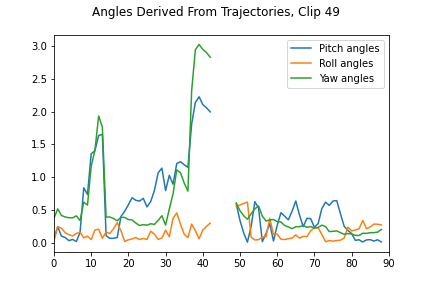 Angles Derived From Trajectories, Clip 49
Pitch angles
Roll angles
Yaw angles
3.0
2.5
2.0
1.5
1.0
0.5
0.0
0 10 20 30 40 50 60 70 80 90